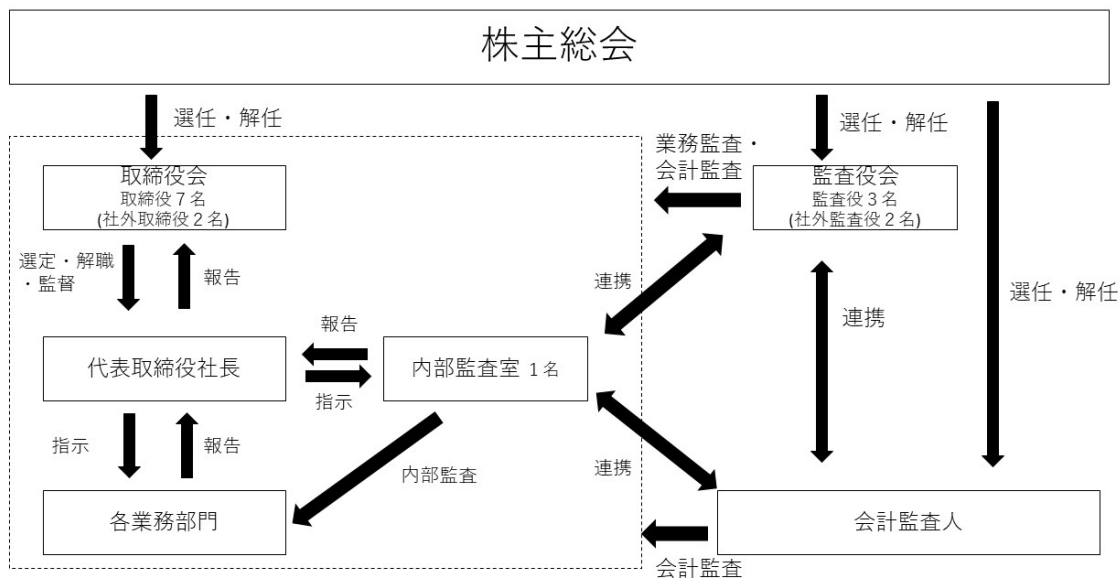 株主総会
選任・解任
選任・解任
業務監査・
会計監査
取締役会
取締役７名
(社外取締役２名)
監査役会
監査役３名
(社外監査役２名)
選定・解職
・監督
報告
連携
選任・解任
連携
報告
代表取締役社長
内部監査室 １名
指示
指示
報告
内部監査
連携
各業務部門
会計監査人
会計監査